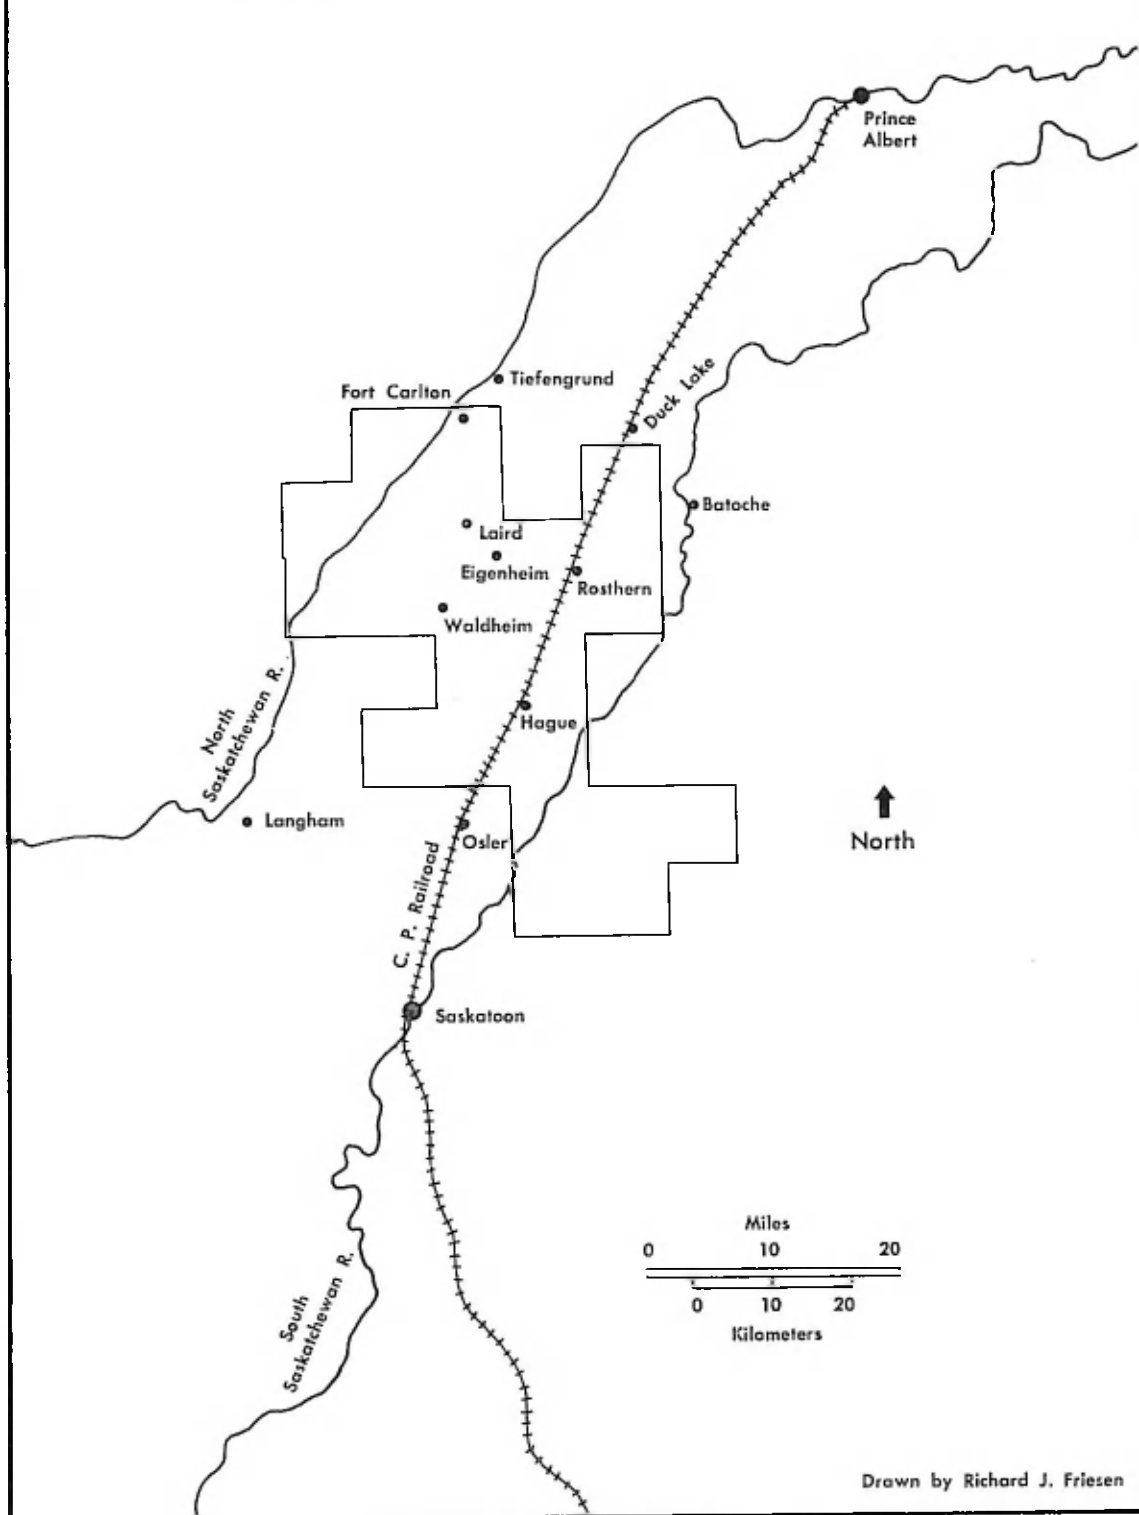 Prince
Albert
Tiefengrund
Fort Carlton
Duck Lake
Batoche
Laird
Eigenheim
Rosthern
Waldheim
North
Saskatchewan R.
Hague
Langham
Osler
North
C. P. Railroad
Saskatoon
Miles
0 10 20
0 10 20
Kilometers
South
Saskatchewan R.
Drawn by Richard J. Friesen